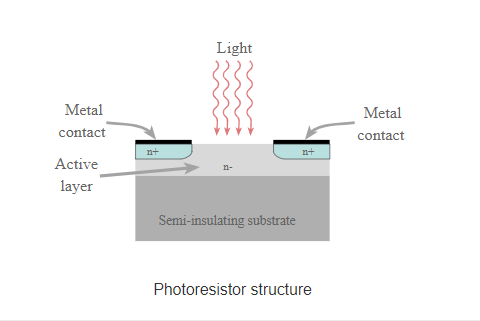 Light
Metal
contact
Metal
contact
n+
n+
Active
layer
n-
Semi-insulating substrate
Photoresistor structure